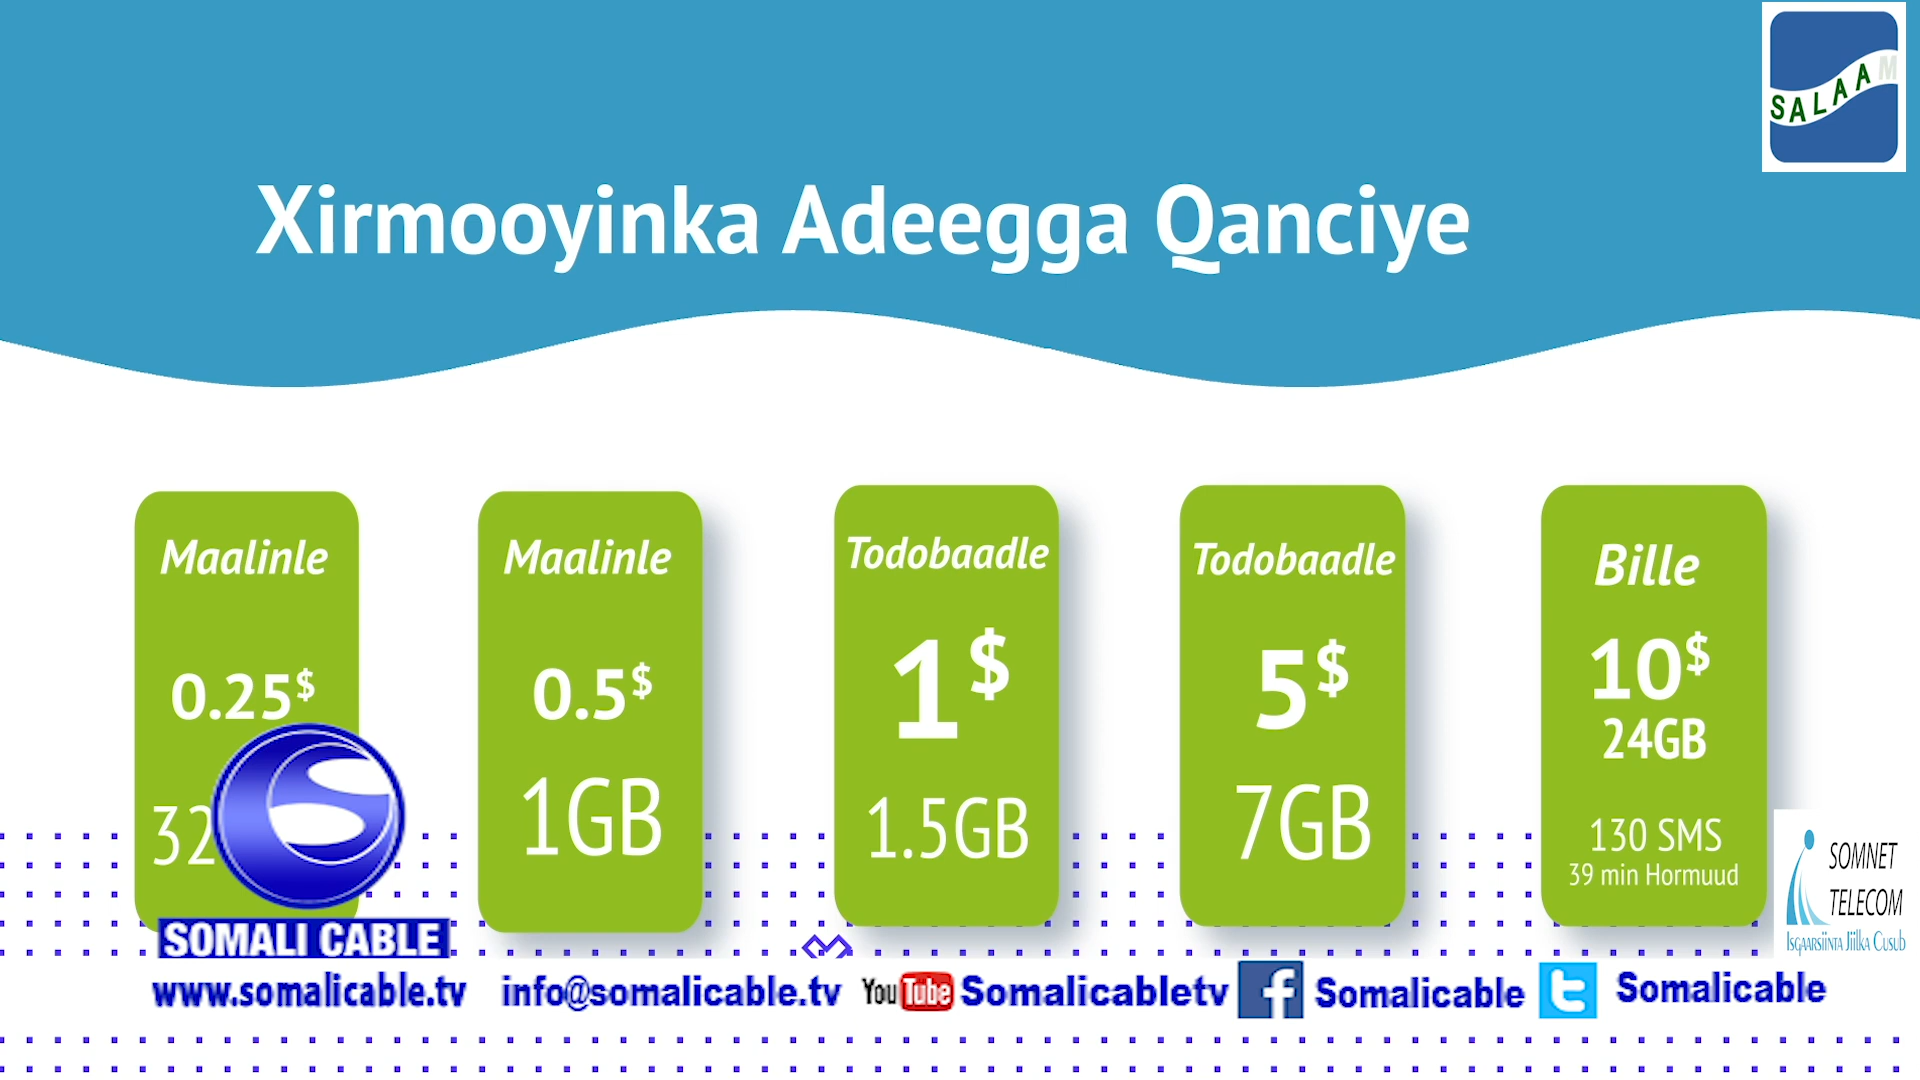 SALAAM
Xirmooyinka Adeegga Qanciye
Maalinle
0.25$
Maalinle
0.5$
1GB
Todobaadle
1$
1.5GB
Todobaadle
5$
7GB
Bille
10$
24GB
130 SMS
39 min Hormuud
SOMNET
TELECOM
Isgaarsiinta Jiilka Cusub
SOMALI CABLE
www.somalicable.tv info@somalicable.tv YouTube Somalicabletv f Somalicable t Somalicable